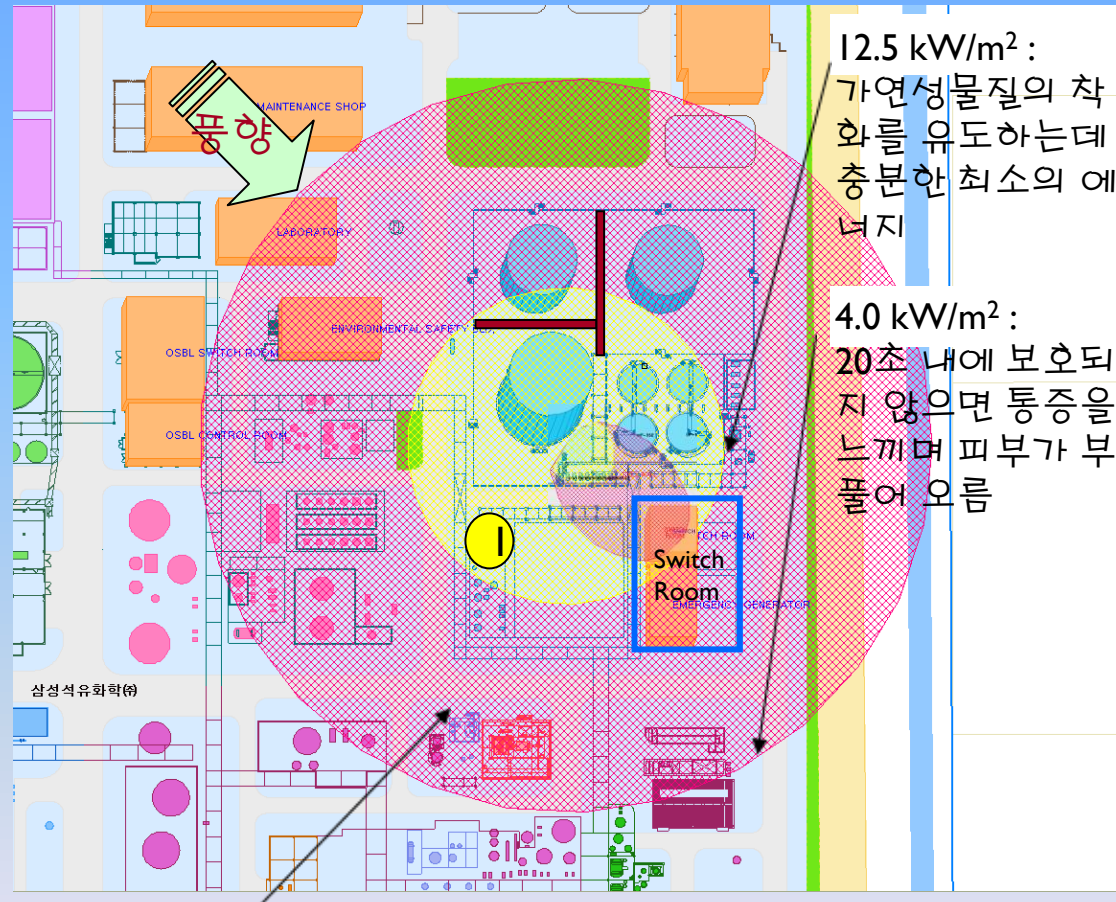 12.5 kW/m² :
가연성물질의 착
화를 유도하는데
충분한 최소의 에
너지
MAINTENANCE SHOP
풍향
LABORATORY
4.0 kW/m² :
20초 내에 보호되
지 않으면 통증을
느끼며 피부가 부
풀어 오름
ENVIRONMENTAL SAFETY
OSBL SWITCH ROOM
OSBL CONTROL ROOM
1
ROOM
Switch
Room
EMERGENCY GENERATOR
삼성석유화학㈜